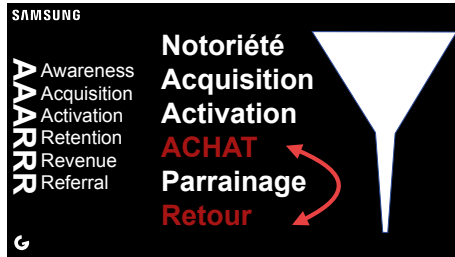 SAMSUNG
AAARRR
Awareness
Acquisition
Activation
Retention
Revenue
Referral
Notoriété
Acquisition
Activation
ACHAT
Parrainage
Retour
G